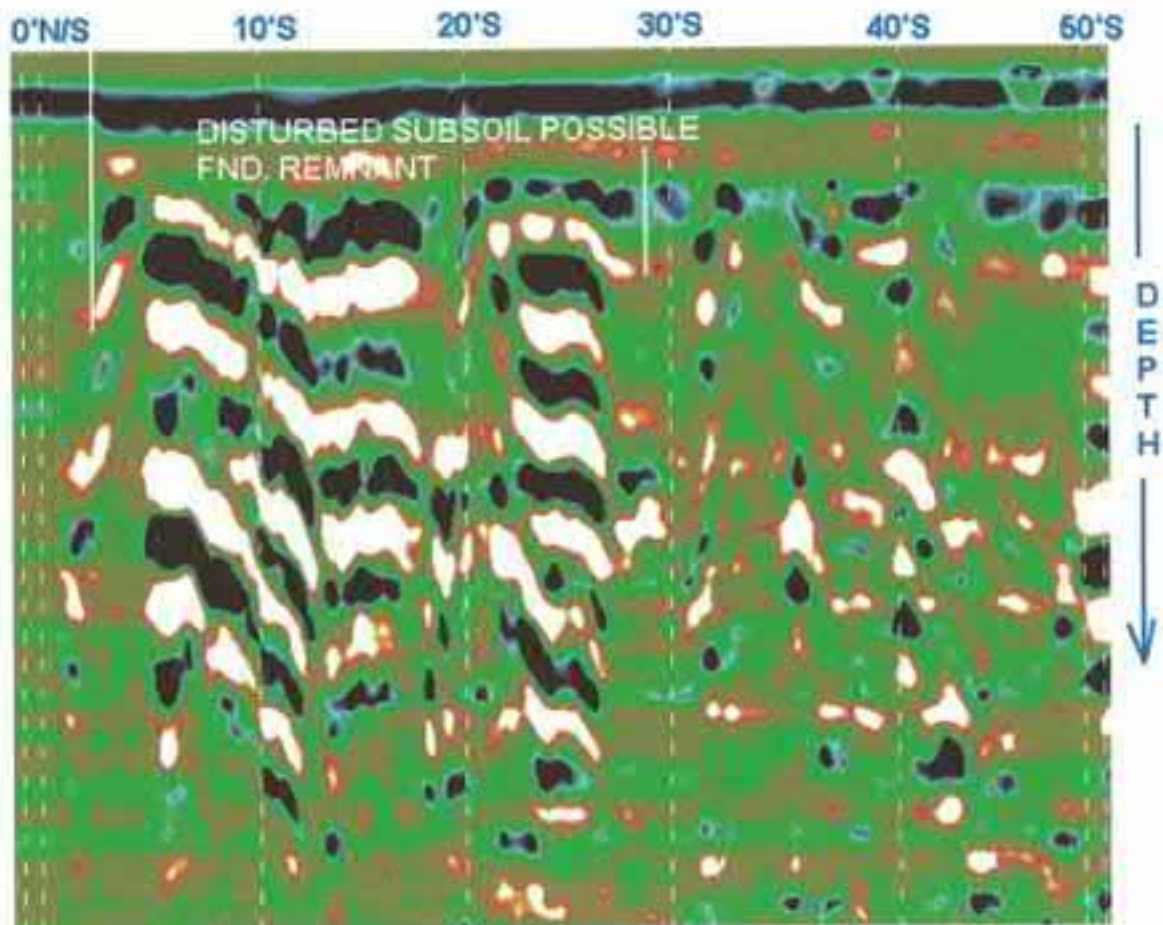 0'N/S 10'S 20'S 30'S 40'S 50'S
DISTURBED SUBSOIL POSSIBLE
FND. REMNANT
DEPTH